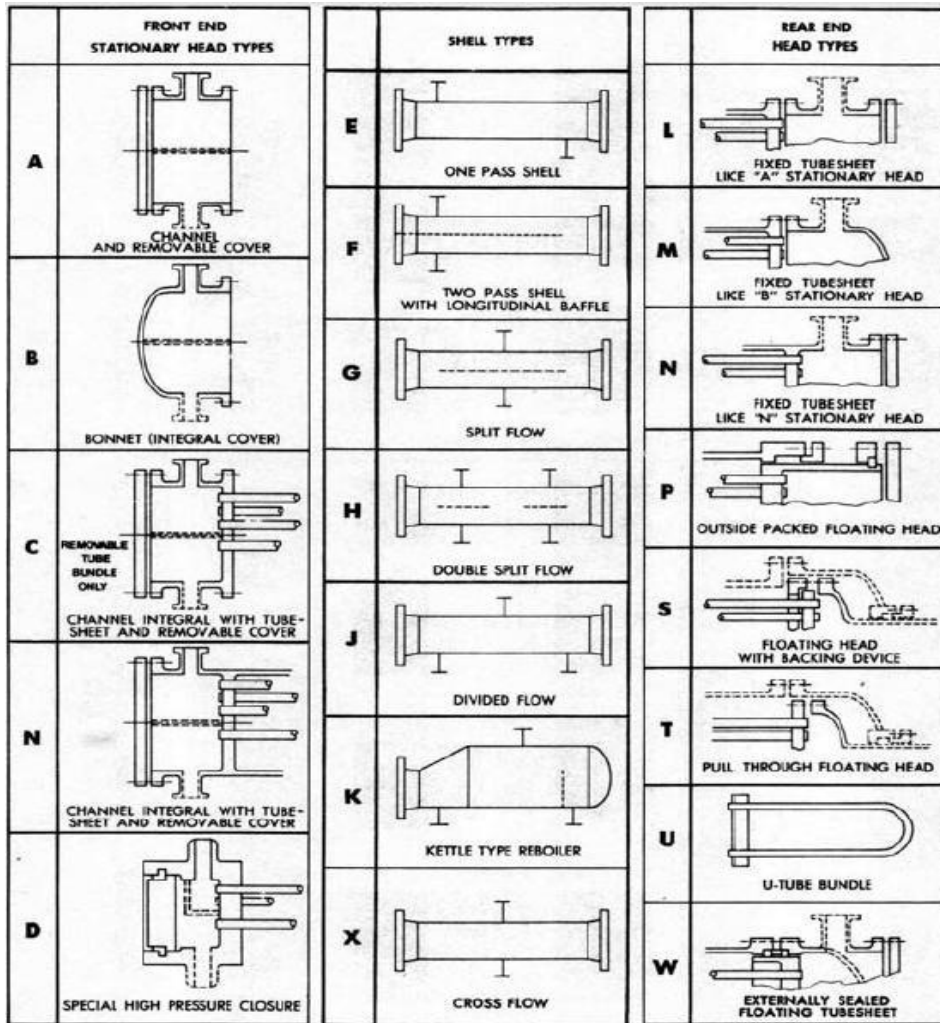 FRONT END
STATIONARY HEAD TYPES
A
CHANNEL
AND REMOVABLE COVER
B
BONNET (INTEGRAL COVER)
C
REMOVABLE
TUBE
BUNDLE
ONLY
CHANNEL INTEGRAL WITH TUBE-
SHEET AND REMOVABLE COVER
N
CHANNEL INTEGRAL WITH TUBE-
SHEET AND REMOVABLE COVER
D
SPECIAL HIGH PRESSURE CLOSURE
SHELL TYPES
E
ONE PASS SHELL
F
TWO PASS SHELL
WITH LONGITUDINAL BAFFLE
G
SPLIT FLOW
H
DOUBLE SPLIT FLOW
J
DIVIDED FLOW
K
KETTLE TYPE REBOILER
X
CROSS FLOW
REAR END
HEAD TYPES
L
FIXED TUBESHEET
LIKE "A" STATIONARY HEAD
M
FIXED TUBESHEET
LIKE "B" STATIONARY HEAD
N
FIXED TUBESHEET
LIKE "N" STATIONARY HEAD
P
OUTSIDE PACKED FLOATING HEAD
S
FLOATING HEAD
WITH BACKING DEVICE
T
PULL THROUGH FLOATING HEAD
U
U-TUBE BUNDLE
W
EXTERNALLY SEALED
FLOATING TUBESHEET